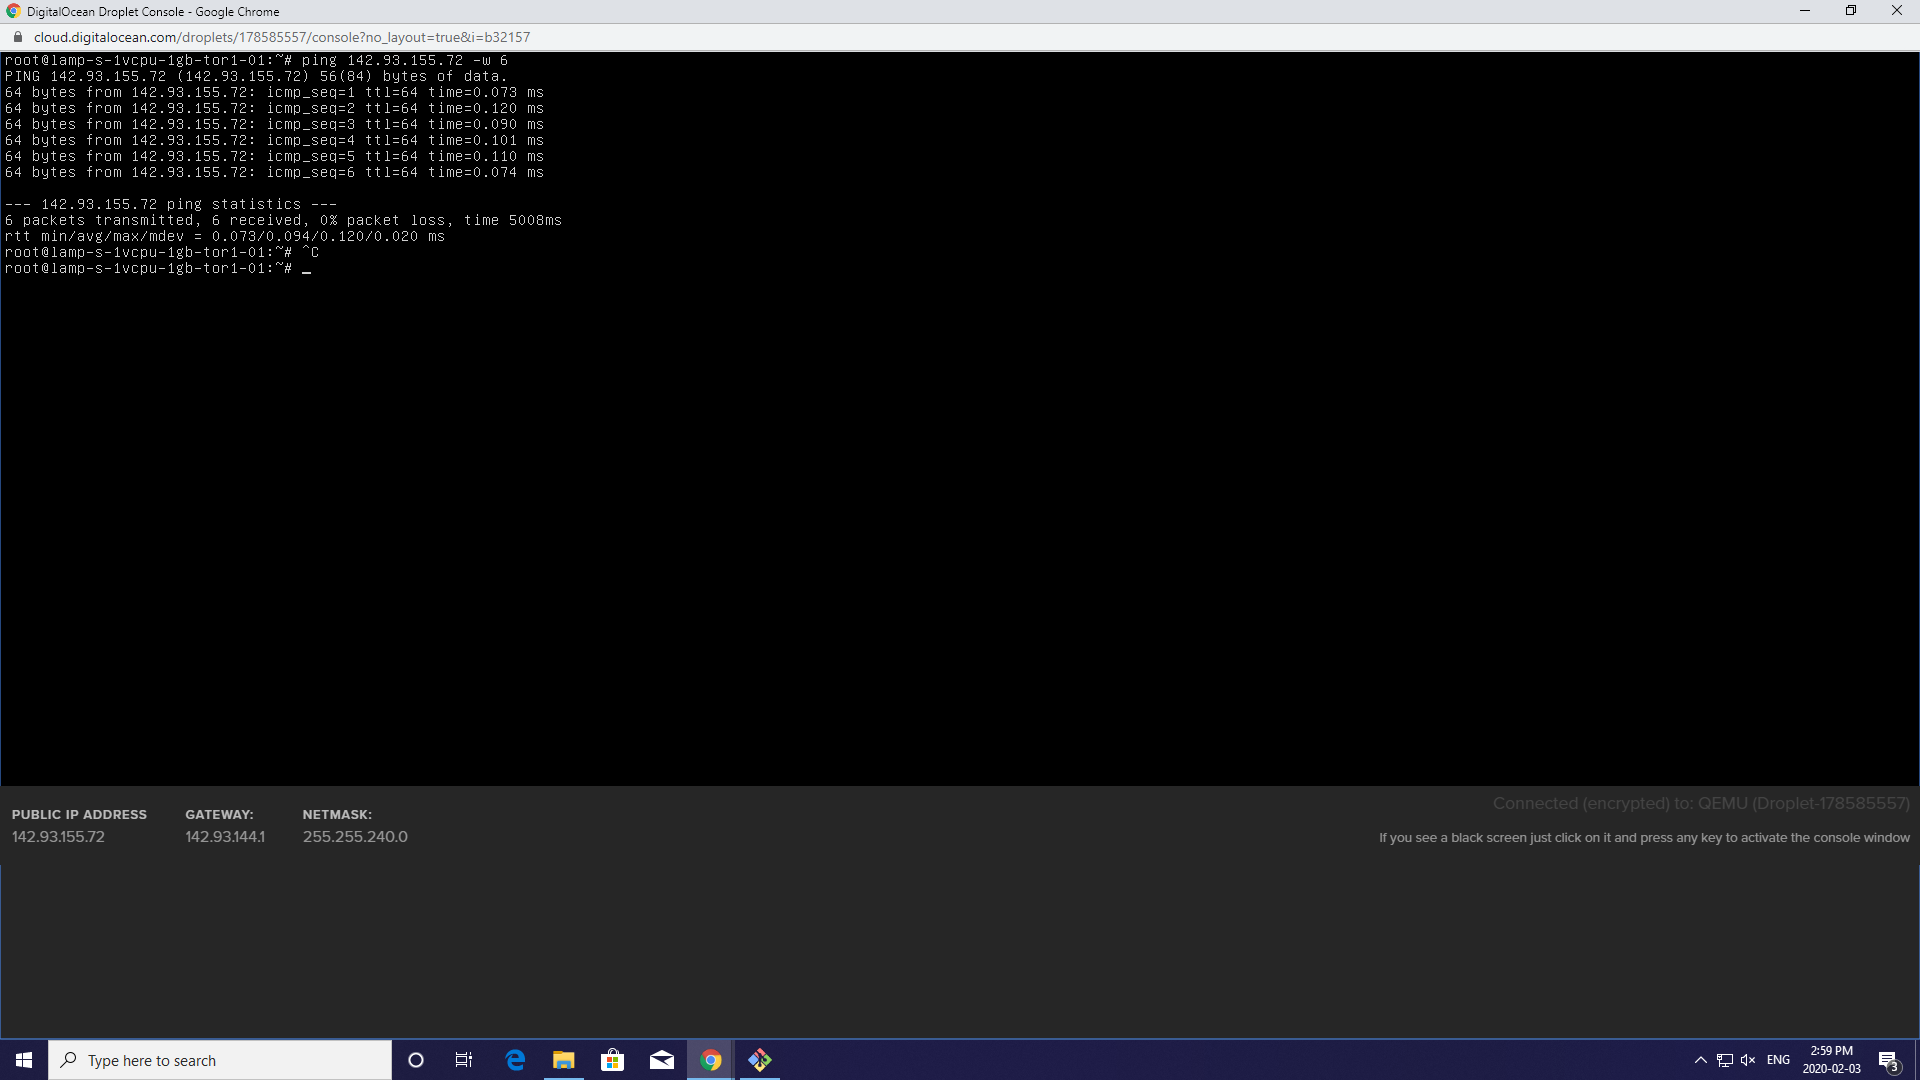 DigitalOcean Droplet Console - Google Chrome
cloud.digitalocean.com/droplets/178585557/console?no_layout=true&i=b32157
root@lamp-s-1vcpu-1gb-tor1-01:~# ping 142.93.155.72 -w 6
PING 142.93.155.72 (142.93.155.72) 56(84) bytes of data.
64 bytes from 142.93.155.72: icmp_seq=1 ttl=64 time=0.073 ms
64 bytes from 142.93.155.72: icmp_seq=2 ttl=64 time=0.120 ms
64 bytes from 142.93.155.72: icmp_seq=3 ttl=64 time=0.090 ms
64 bytes from 142.93.155.72: icmp_seq=4 ttl=64 time=0.101 ms
64 bytes from 142.93.155.72: icmp_seq=5 ttl=64 time=0.110 ms
64 bytes from 142.93.155.72: icmp_seq=6 ttl=64 time=0.074 ms
--- 142.93.155.72 ping statistics ---
6 packets transmitted, 6 received, 0% packet loss, time 5008ms
rtt min/avg/max/mdev = 0.073/0.094/0.120/0.020 ms
root@lamp-s-1vcpu-1gb-tor1-01:~# ^C
root@lamp-s-1vcpu-1gb-tor1-01:~# _
Connected (encrypted) to: QEMU (Droplet-178585557)
PUBLIC IP ADDRESS GATEWAY: NETMASK:
142.93.155.72 142.93.144.1 255.255.240.0
If you see a black screen just click on it and press any key to activate the console window
Type here to search
ENG
2:59 PM
2020-02-03
3